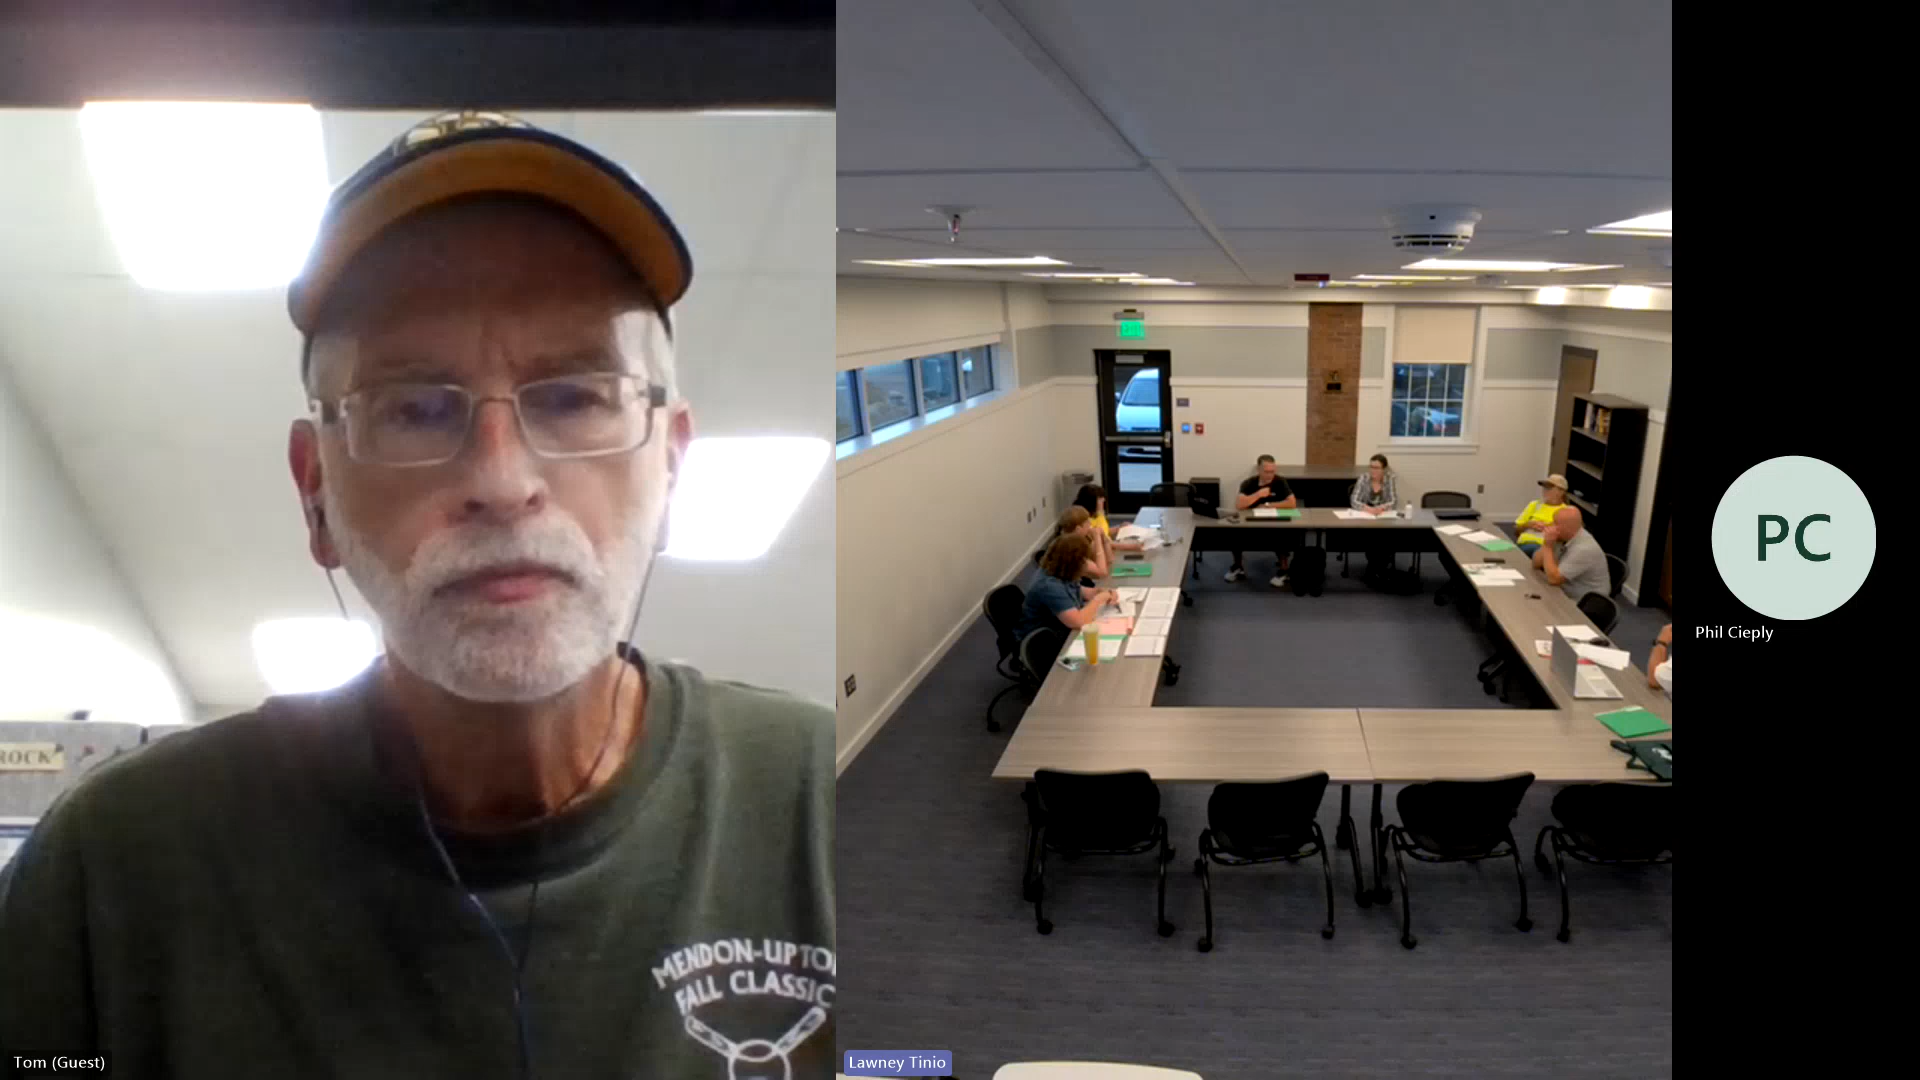 ROCK
MENDON-UPTO
FALL CLASSIC
Tom (Guest)
Lawney Tinio
PC
Phil Cieply